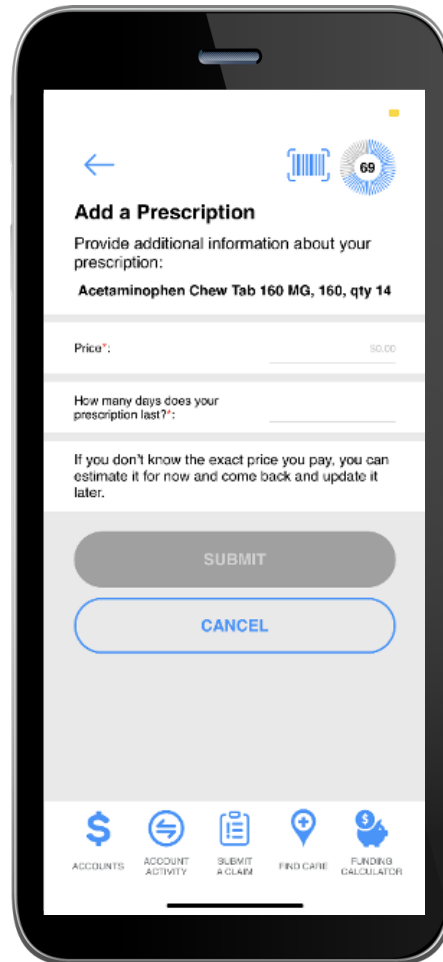 69
Add a Prescription
Provide additional information about your
prescription:
Acetaminophen Chew Tab 160 MG, 160, qty 14
Price*:
$0.00
How many days does your
prescription last?*:
If you don't know the exact price you pay, you can
estimate it for now and come back and update it
later.
SUBMIT
CANCEL
ACCOUNTS
ACCOUNT
ACTIVITY
SUBMIT
A CLAIM
FIND CARE
FUNDING
CALCULATOR